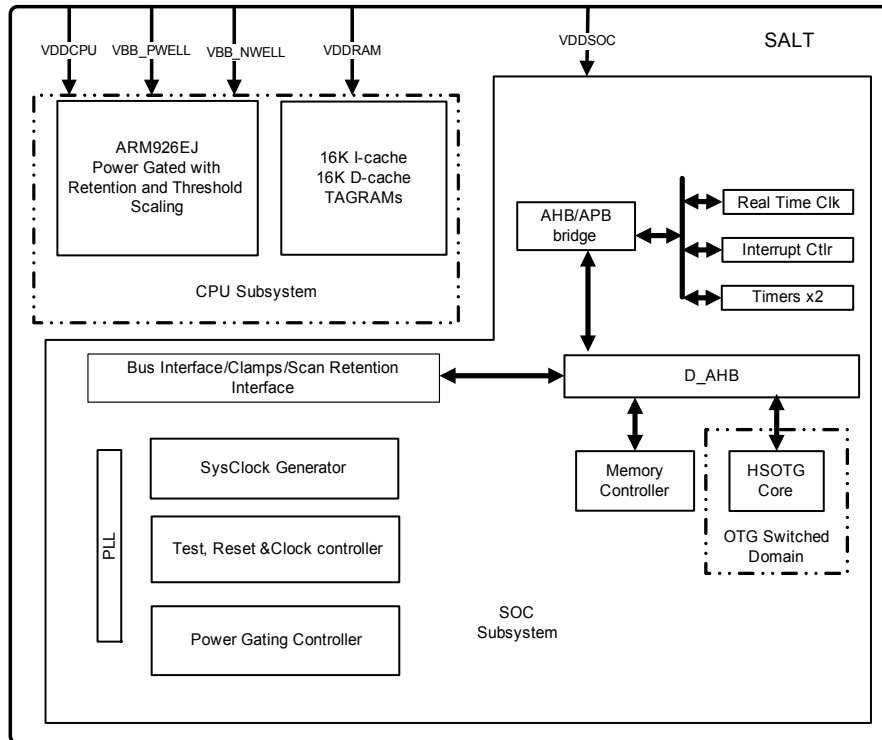 VDDCPU
VBB_PWELL
VBB_NWELL
VDDRAM
VDDSOC
SALT
ARM926EJ
Power Gated with
Retention and Threshold
Scaling
16K I-cache
16K D-cache
TAGRAMs
CPU Subsystem
AHB/APB
bridge
Real Time Clk
Interrupt Ctlr
Timers x2
Bus Interface/Clamps/Scan Retention
Interface
D_AHB
SysClock Generator
Memory
Controller
HSOTG
Core
OTG Switched
Domain
PLL
Test, Reset &Clock controller
Power Gating Controller
SOC
Subsystem